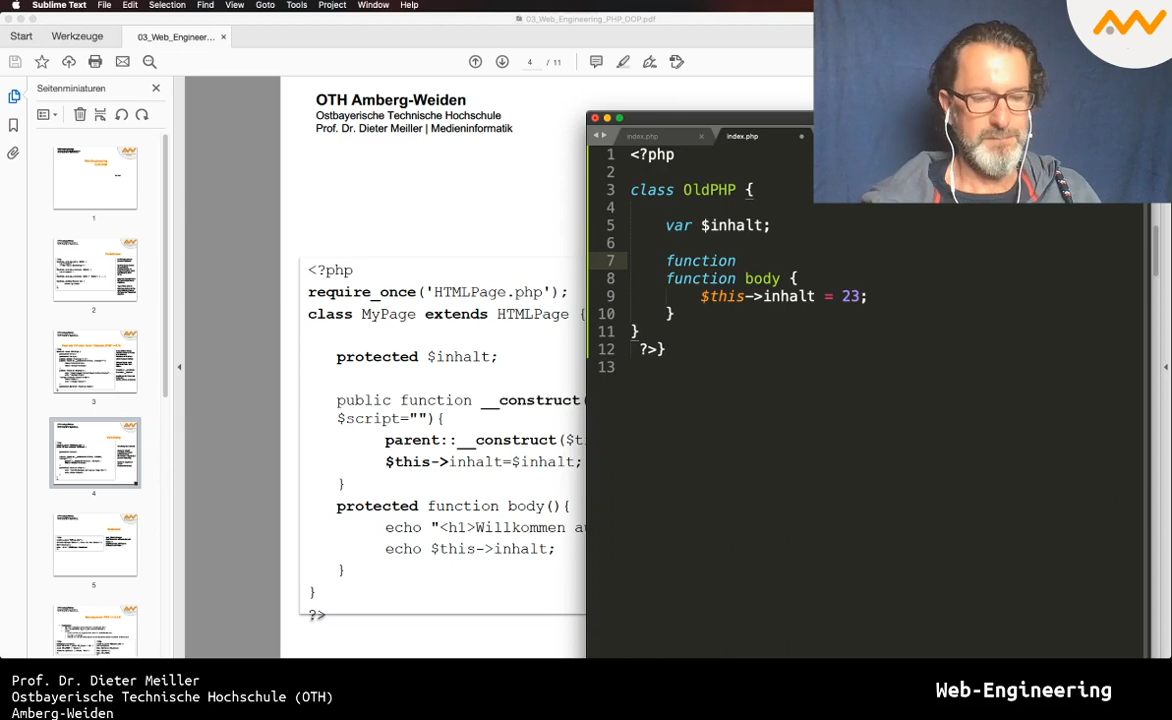 Sublime Text File Edit Selection Find View Goto Tools Project Window Help
03_Web_Engineering_PHP_OOP.pdf
Start Werkzeuge 03_Web_Engineer... ×
4 / 11
Seitenminiaturen ×
1
2
3
4
5
OTH Amberg-Weiden
Ostbayerische Technische Hochschule
Prof. Dr. Dieter Meiller | Medieninformatik
<?php
require_once('HTMLPage.php');
class MyPage extends HTMLPage {
protected $inhalt;
public function __construct(
$script=""){
parent::__construct($t
$this->inhalt=$inhalt;
}
protected function body(){
echo "<h1>Willkommen a
echo $this->inhalt;
}
}
?>
index.php × index.php
1 <?php
2
3 class OldPHP {
4
5 var $inhalt;
6
7 function
8 function body {
9 $this->inhalt = 23;
10 }
11 }
12 ?>}
13
Prof. Dr. Dieter Meiller
Ostbayerische Technische Hochschule (OTH)
Amberg-Weiden
Web-Engineering